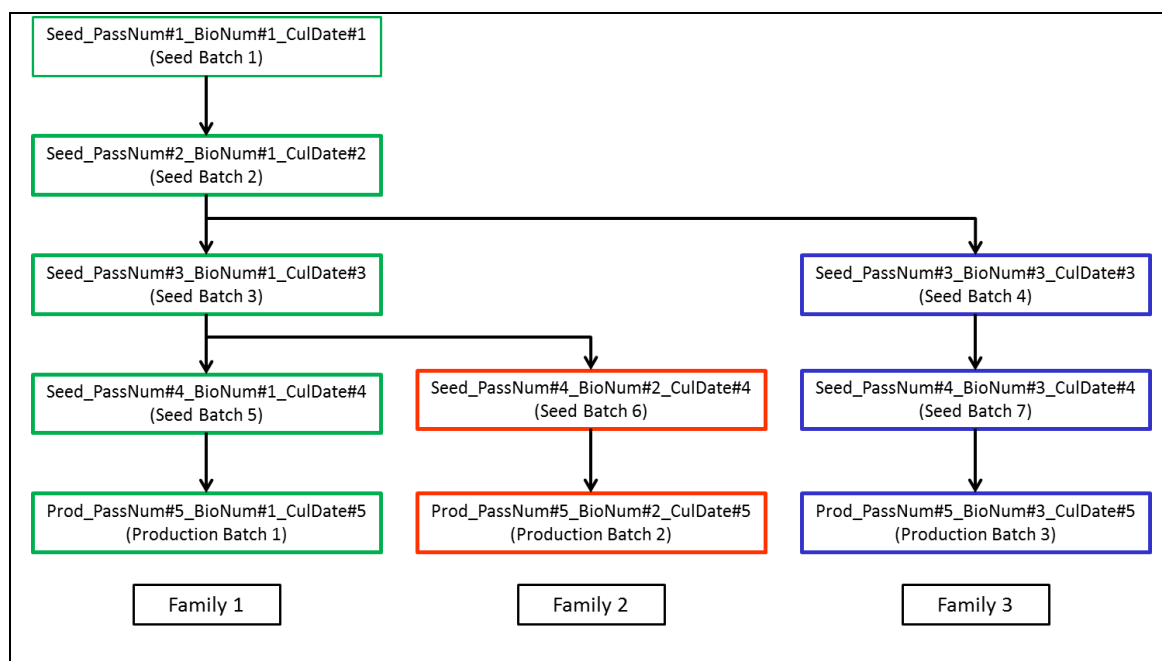 Seed_PassNum#1_BioNum#1_CulDate#1
(Seed Batch 1)
Seed_PassNum#2_BioNum#1_CulDate#2
(Seed Batch 2)
Seed_PassNum#3_BioNum#1_CulDate#3
(Seed Batch 3)
Seed_PassNum#3_BioNum#3_CulDate#3
(Seed Batch 4)
Seed_PassNum#4_BioNum#1_CulDate#4
(Seed Batch 5)
Seed_PassNum#4_BioNum#2_CulDate#4
(Seed Batch 6)
Seed_PassNum#4_BioNum#3_CulDate#4
(Seed Batch 7)
Prod_PassNum#5_BioNum#1_CulDate#5
(Production Batch 1)
Prod_PassNum#5_BioNum#2_CulDate#5
(Production Batch 2)
Prod_PassNum#5_BioNum#3_CulDate#5
(Production Batch 3)
Family 1
Family 2
Family 3